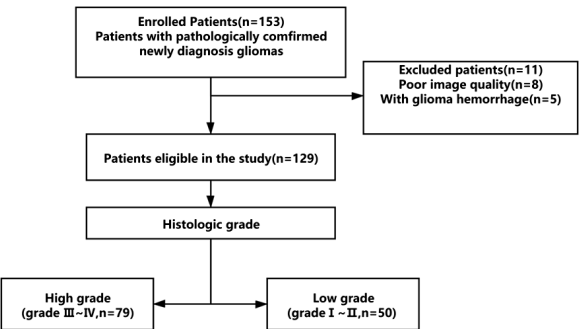 Enrolled Patients(n=153)
Patients with pathologically comfirmed
newly diagnosis gliomas
Excluded patients(n=11)
Poor image quality(n=8)
With glioma hemorrhage(n=5)
Patients eligible in the study(n=129)
Histologic grade
High grade
(grade Ⅲ~Ⅳ,n=79)
Low grade
(grade Ⅰ ~Ⅱ,n=50)